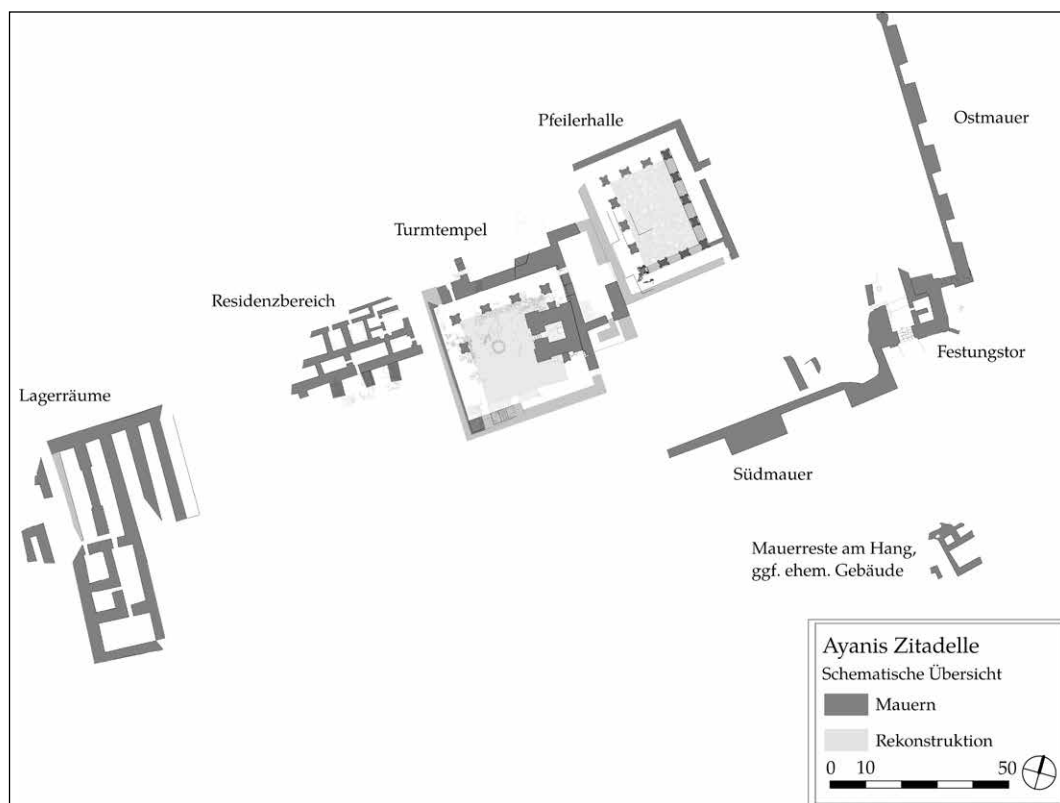 Pfeilerhalle
Ostmauer
Turmtempel
Residenzbereich
Festungstor
Lagerräume
Südmauer
Mauerreste am Hang,
ggf. ehem. Gebäude
Ayanis Zitadelle
Schematische Übersicht
Mauern
Rekonstruktion
0 10 50